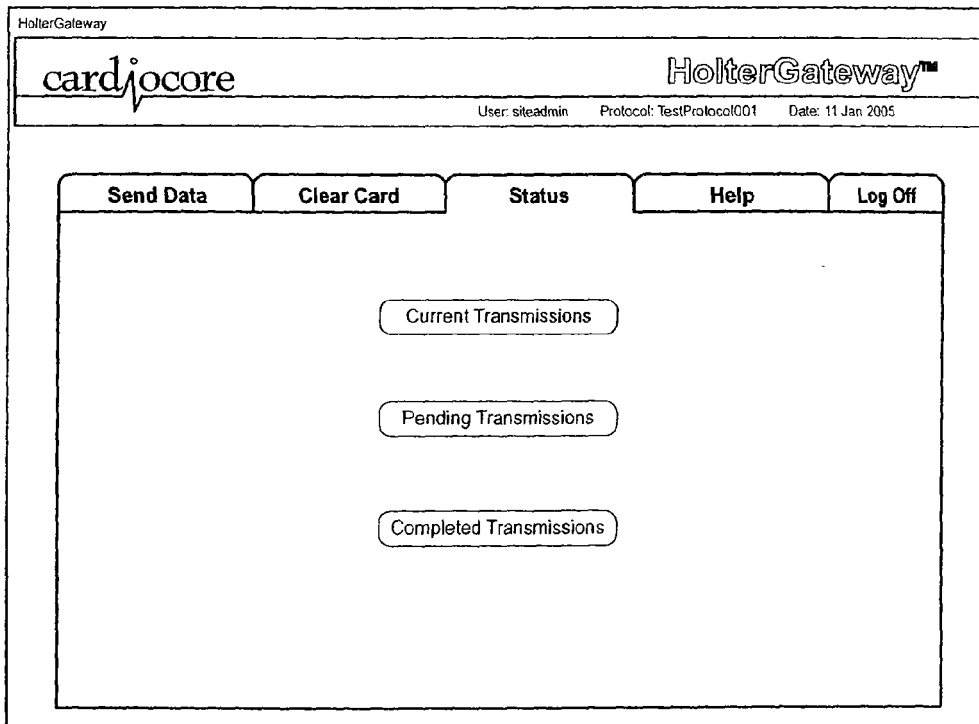 HolterGateway
cardiocore HolterGateway™
User: siteadmin Protocol: TestProtocol001 Date: 11 Jan 2005
Send Data Clear Card Status Help Log Off
Current Transmissions
Pending Transmissions
Completed Transmissions